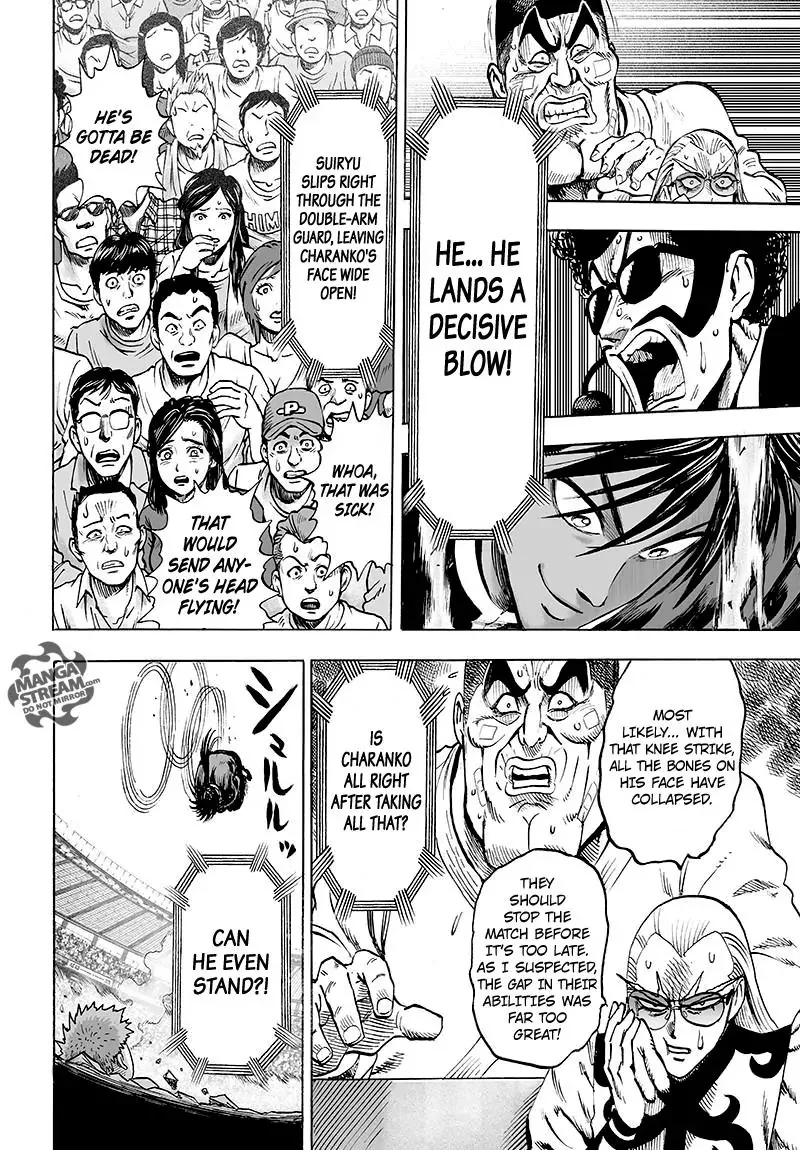 HE... HE
LANDS A
DECISIVE
BLOW!
SUIRYU
SLIPS RIGHT
THROUGH THE
DOUBLE-ARM
GUARD, LEAVING
CHARANKO'S
FACE WIDE
OPEN!
HE'S
GOTTA BE
DEAD!
HIM
P
WHOA,
THAT WAS
SICK!
THAT
WOULD
SEND ANY-
ONE'S HEAD
FLYING!
MOST
LIKELY... WITH
THAT KNEE STRIKE,
ALL THE BONES
ON HIS FACE HAVE
COLLAPSED.
THEY
SHOULD
STOP THE
MATCH BEFORE
IT'S TOO LATE.
AS I SUSPECTED,
THE GAP IN THEIR
ABILITIES WAS
FAR TOO
GREAT!
IS
CHARANKO
ALL RIGHT
AFTER TAKING
ALL THAT?
シュルルッ
CAN
HE EVEN
STAND?!
MANGA
STREAM.com
DO NOT MIRROR